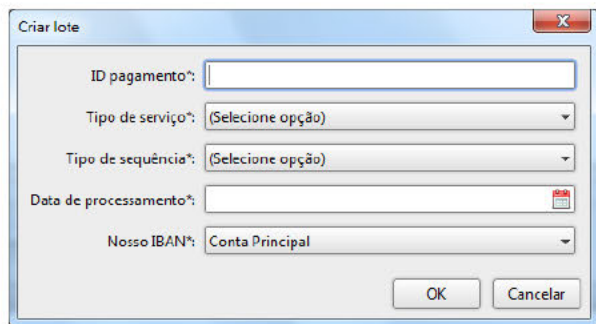 Criar lote
ID pagamento*:
Tipo de serviço*: (Selecione opção)
Tipo de sequência*: (Selecione opção)
Data de processamento*:
Nosso IBAN*: Conta Principal
OK Cancelar